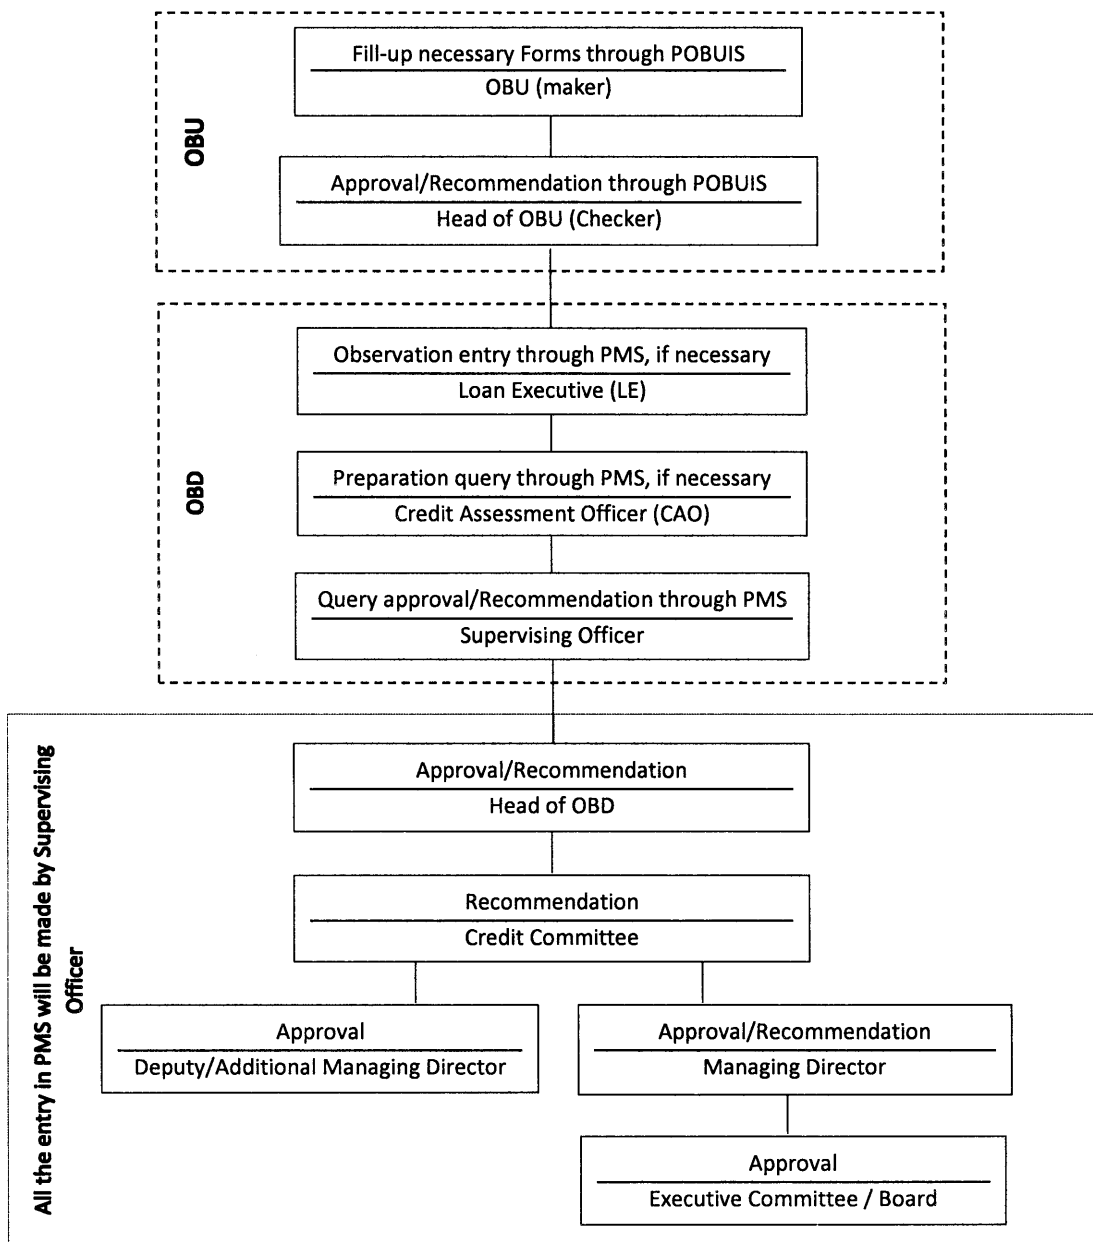 Fill-up necessary Forms through POBUIS
OBU (maker)
OBU
Approval/Recommendation through POBUIS
Head of OBU (Checker)
Observation entry through PMS, if necessary
Loan Executive (LE)
OBD
Preparation query through PMS, if necessary
Credit Assessment Officer (CAO)
Query approval/Recommendation through PMS
Supervising Officer
All the entry in PMS will be made by Supervising
Officer
Approval/Recommendation
Head of OBD
Recommendation
Credit Committee
Approval
Deputy/Additional Managing Director
Approval/Recommendation
Managing Director
Approval
Executive Committee / Board